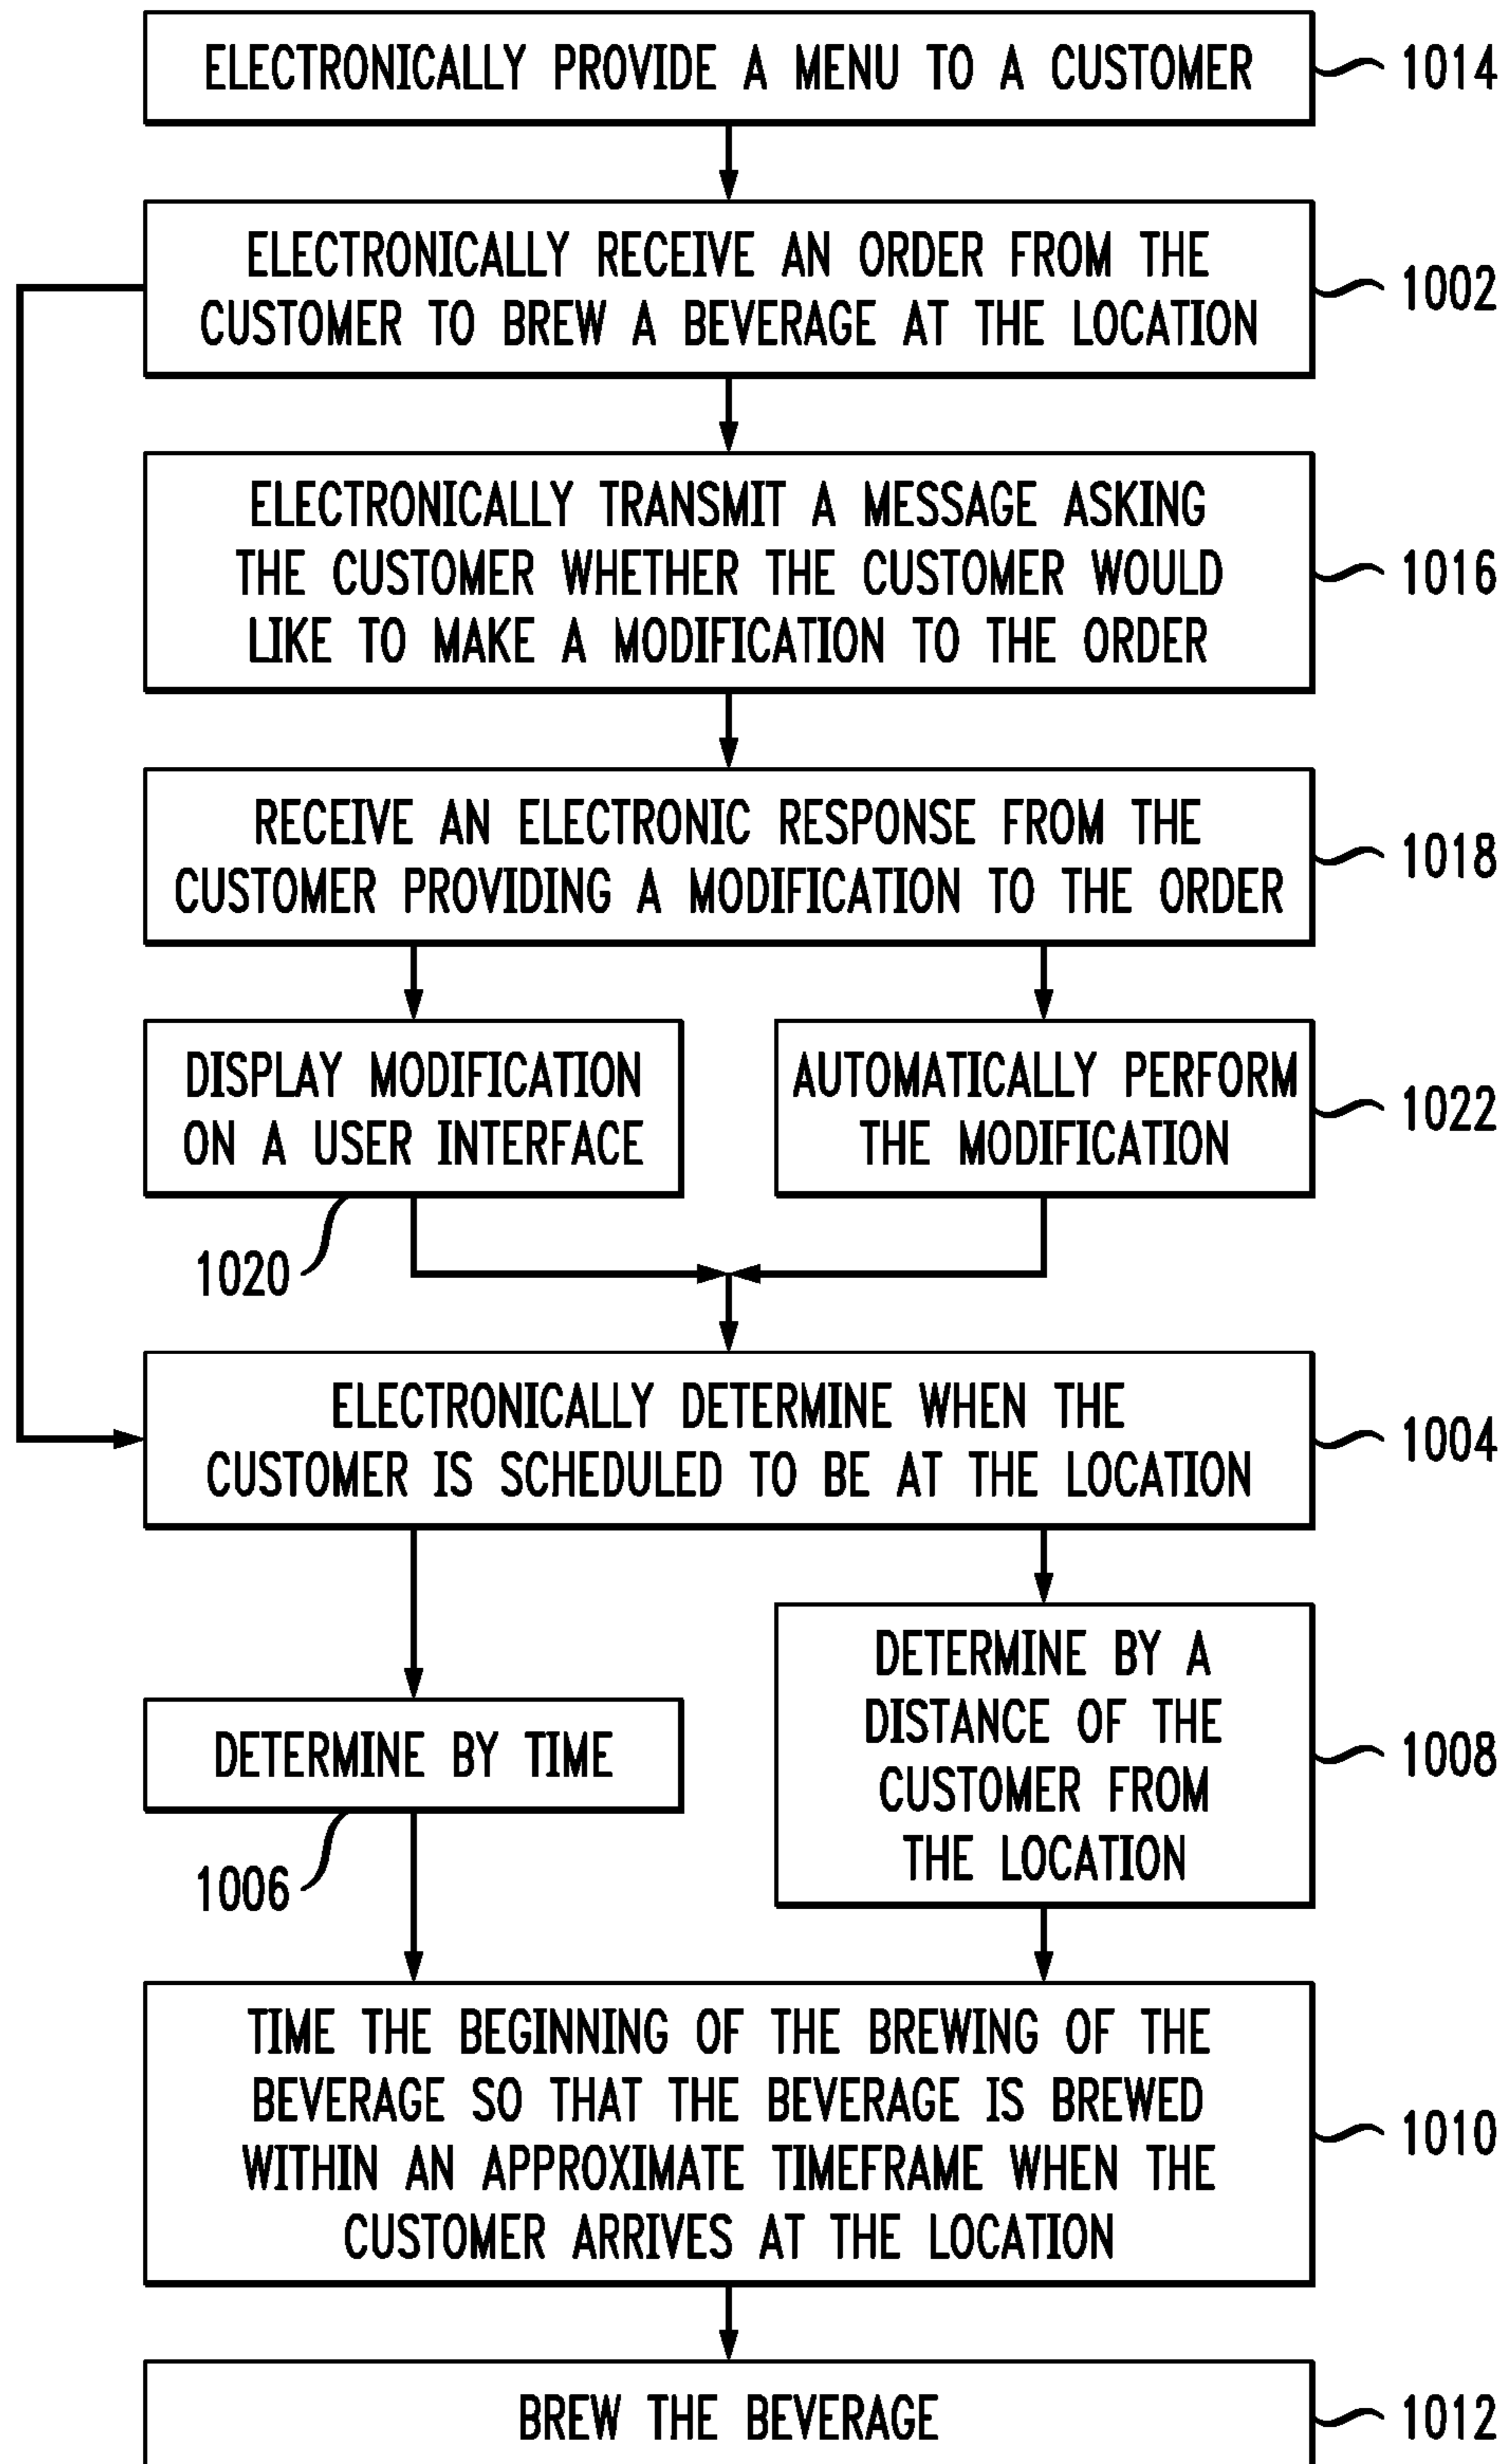 ELECTRONICALLY PROVIDE A MENU TO A CUSTOMER
1014
ELECTRONICALLY RECEIVE AN ORDER FROM THE
CUSTOMER TO BREW A BEVERAGE AT THE LOCATION
1002
ELECTRONICALLY TRANSMIT A MESSAGE ASKING
THE CUSTOMER WHETHER THE CUSTOMER WOULD
LIKE TO MAKE A MODIFICATION TO THE ORDER
1016
RECEIVE AN ELECTRONIC RESPONSE FROM THE
CUSTOMER PROVIDING A MODIFICATION TO THE ORDER
1018
DISPLAY MODIFICATION
ON A USER INTERFACE
1020
AUTOMATICALLY PERFORM
THE MODIFICATION
1022
ELECTRONICALLY DETERMINE WHEN THE
CUSTOMER IS SCHEDULED TO BE AT THE LOCATION
1004
DETERMINE BY TIME
1006
DETERMINE BY A
DISTANCE OF THE
CUSTOMER FROM
THE LOCATION
1008
TIME THE BEGINNING OF THE BREWING OF THE
BEVERAGE SO THAT THE BEVERAGE IS BREWED
WITHIN AN APPROXIMATE TIMEFRAME WHEN THE
CUSTOMER ARRIVES AT THE LOCATION
1010
BREW THE BEVERAGE
1012